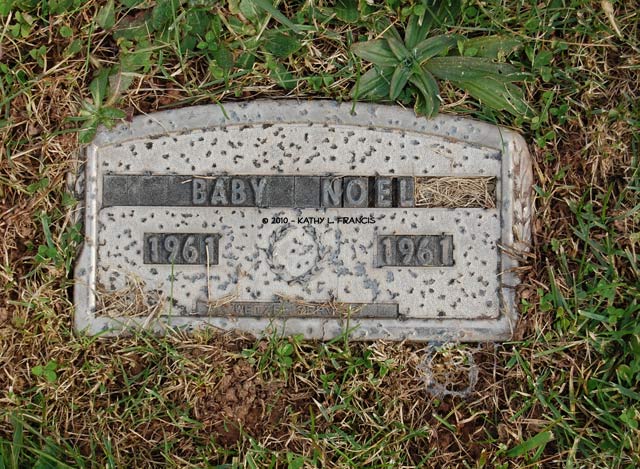 BABY NOEL
© 2010 - KATHY L. FRANCIS
1961 1961